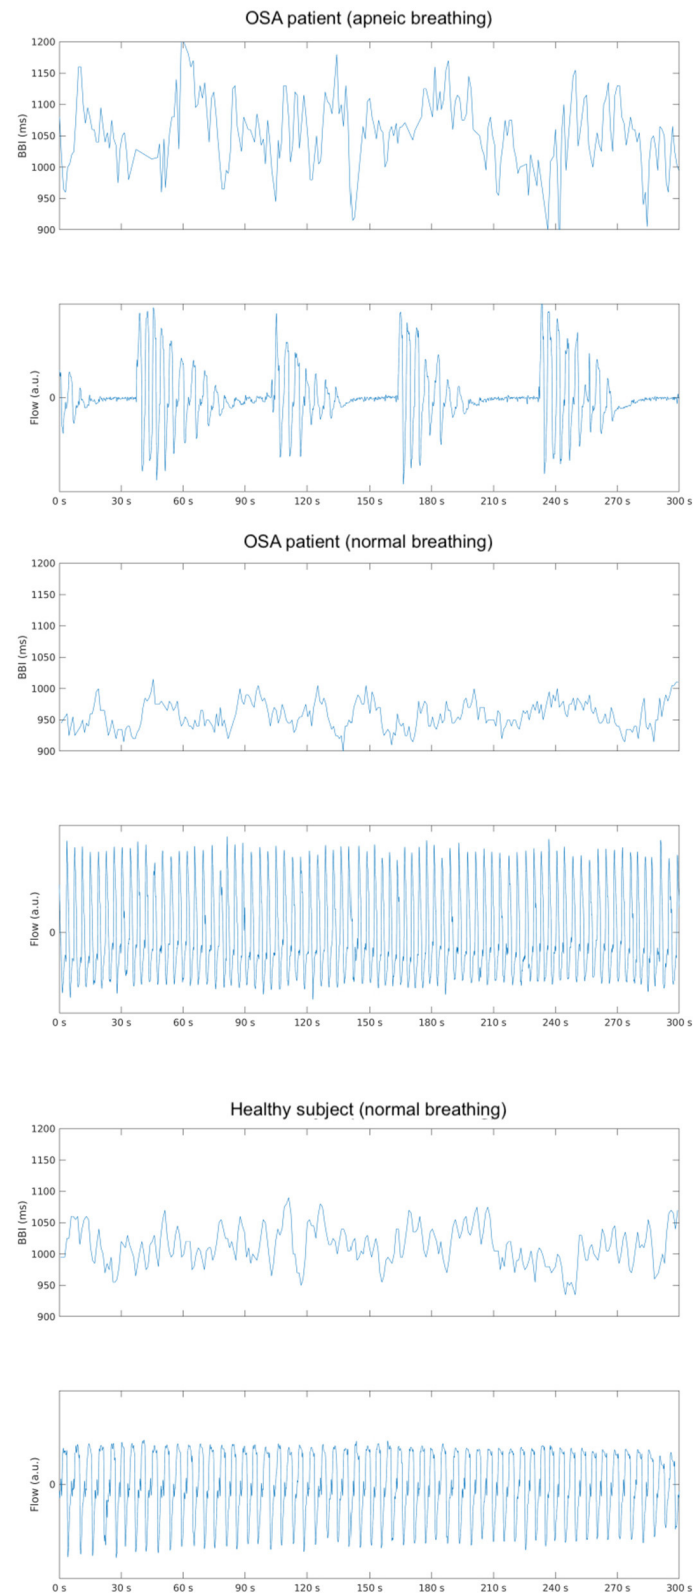 OSA patient (apneic breathing)
1200
1150
1100
1050
1000
950
900
BBI (ms)
0
Flow (a.u.)
0 s 30 s 60 s 90 s 120 s 150 s 180 s 210 s 240 s 270 s 300 s
OSA patient (normal breathing)
1200
1150
1100
1050
1000
950
900
BBI (ms)
0
Flow (a.u.)
0 s 30 s 60 s 90 s 120 s 150 s 180 s 210 s 240 s 270 s 300 s
Healthy subject (normal breathing)
1200
1150
1100
1050
1000
950
900
BBI (ms)
0
Flow (a.u.)
0 s 30 s 60 s 90 s 120 s 150 s 180 s 210 s 240 s 270 s 300 s